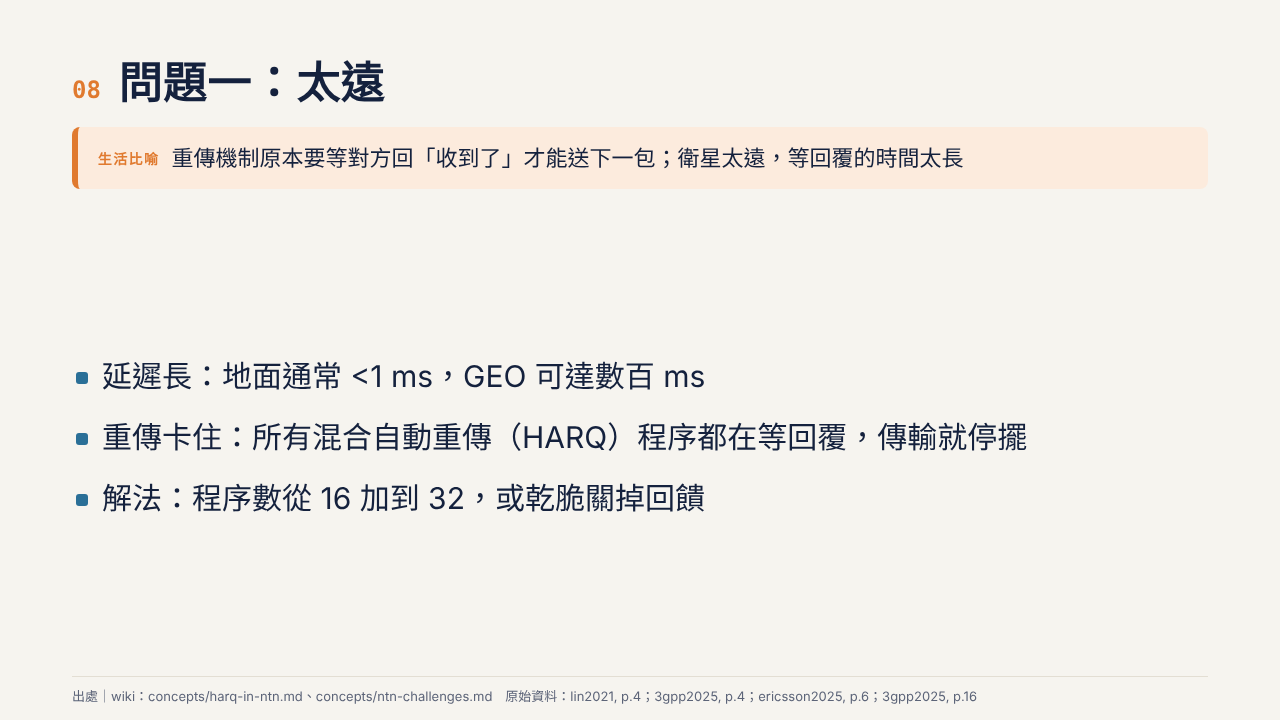 08 問題一：太遠
生活比喻 重傳機制原本要等對方回「收到了」才能送下一包；衛星太遠，等回覆的時間太長
延遲長：地面通常 <1 ms，GEO 可達數百 ms
重傳卡住：所有混合自動重傳（HARQ）程序都在等回覆，傳輸就停擺
解法：程序數從 16 加到 32，或乾脆關掉回饋
出處｜wiki：concepts/harq-in-ntn.md、concepts/ntn-challenges.md 原始資料：lin2021, p.4；3gpp2025, p.4；ericsson2025, p.6；3gpp2025, p.16